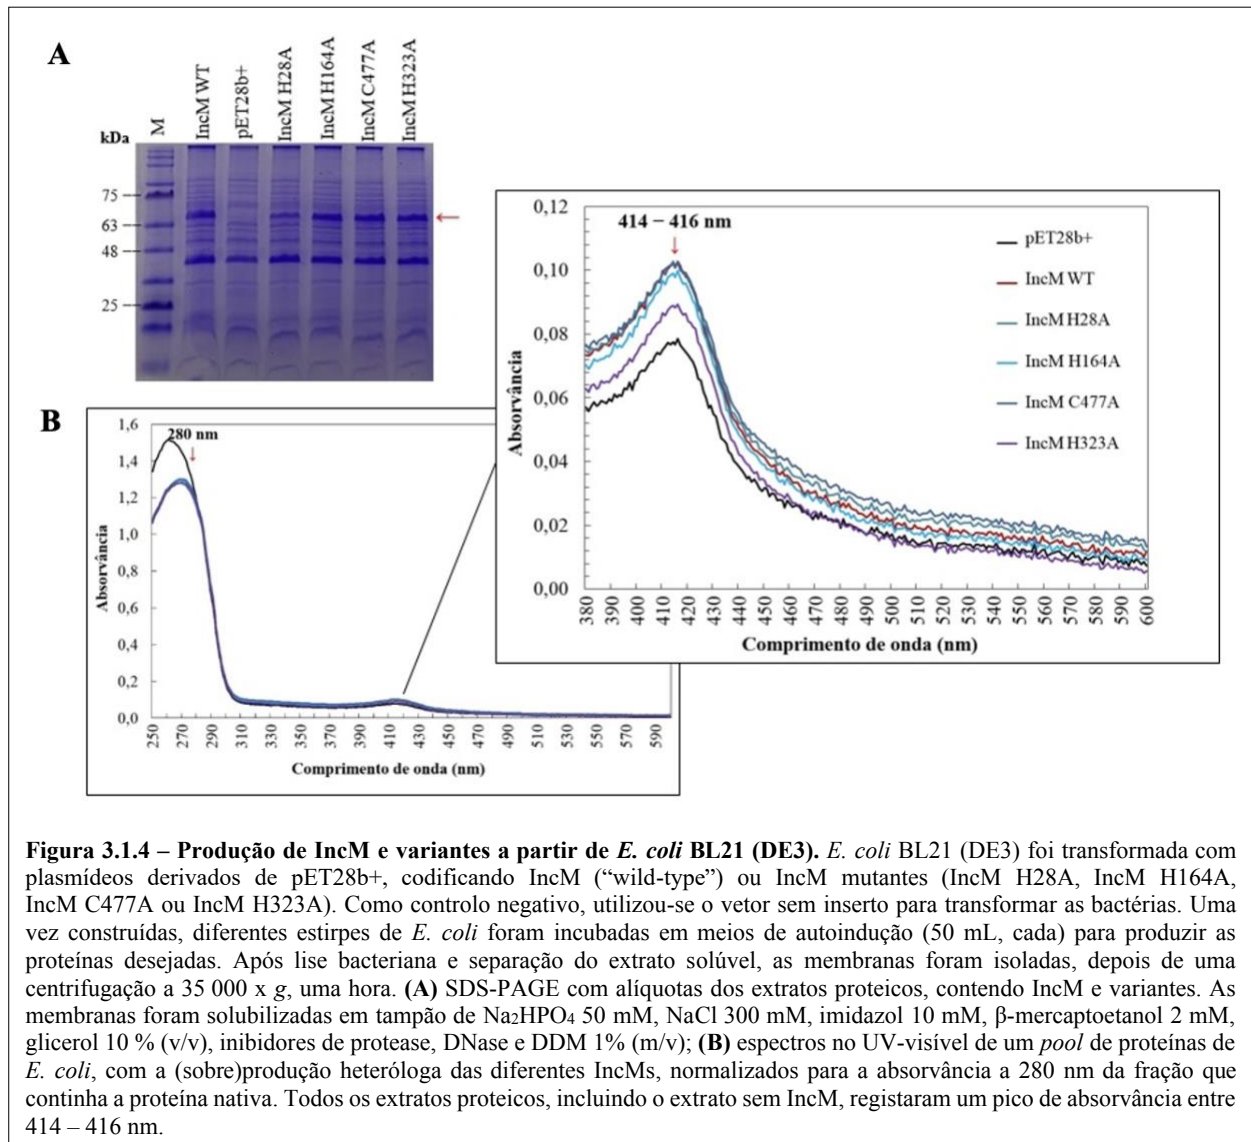 A
M
IncM WT
pET28b+
IncM H28A
IncM H164A
IncM C477A
IncM H323A
kDa
75
63
48
25
0,12
0,10
0,08
0,06
0,04
0,02
0,00
Absorvância
414 – 416 nm
pET28b+
IncM WT
IncM H28A
IncM H164A
IncM C477A
IncM H323A
380
390
400
410
420
430
440
450
460
470
480
490
500
510
520
530
540
550
560
570
580
590
600
Comprimento de onda (nm)
B
1,6
1,4
1,2
1,0
0,8
0,6
0,4
0,2
0,0
Absorvância
280 nm
250
270
290
310
330
350
370
390
410
430
450
470
490
510
530
550
570
590
Comprimento de onda (nm)
Figura 3.1.4 – Produção de IncM e variantes a partir de E. coli BL21 (DE3). E. coli BL21 (DE3) foi transformada com
plasmídeos derivados de pET28b+, codificando IncM (“wild-type”) ou IncM mutantes (IncM H28A, IncM H164A,
IncM C477A ou IncM H323A). Como controlo negativo, utilizou-se o vetor sem inserto para transformar as bactérias. Uma
vez construídas, diferentes estirpes de E. coli foram incubadas em meios de autoindução (50 mL, cada) para produzir as
proteínas desejadas. Após lise bacteriana e separação do extrato solúvel, as membranas foram isoladas, depois de uma
centrifugação a 35 000 x g, uma hora. (A) SDS-PAGE com alíquotas dos extratos proteicos, contendo IncM e variantes. As
membranas foram solubilizadas em tampão de Na₂HPO₄ 50 mM, NaCl 300 mM, imidazol 10 mM, β-mercaptoetanol 2 mM,
glicerol 10 % (v/v), inibidores de protease, DNase e DDM 1% (m/v); (B) espectros no UV-visível de um pool de proteínas de
E. coli, com a (sobre)produção heteróloga das diferentes IncMs, normalizados para a absorvância a 280 nm da fração que
continha a proteína nativa. Todos os extratos proteicos, incluindo o extrato sem IncM, registaram um pico de absorvância entre
414 – 416 nm.